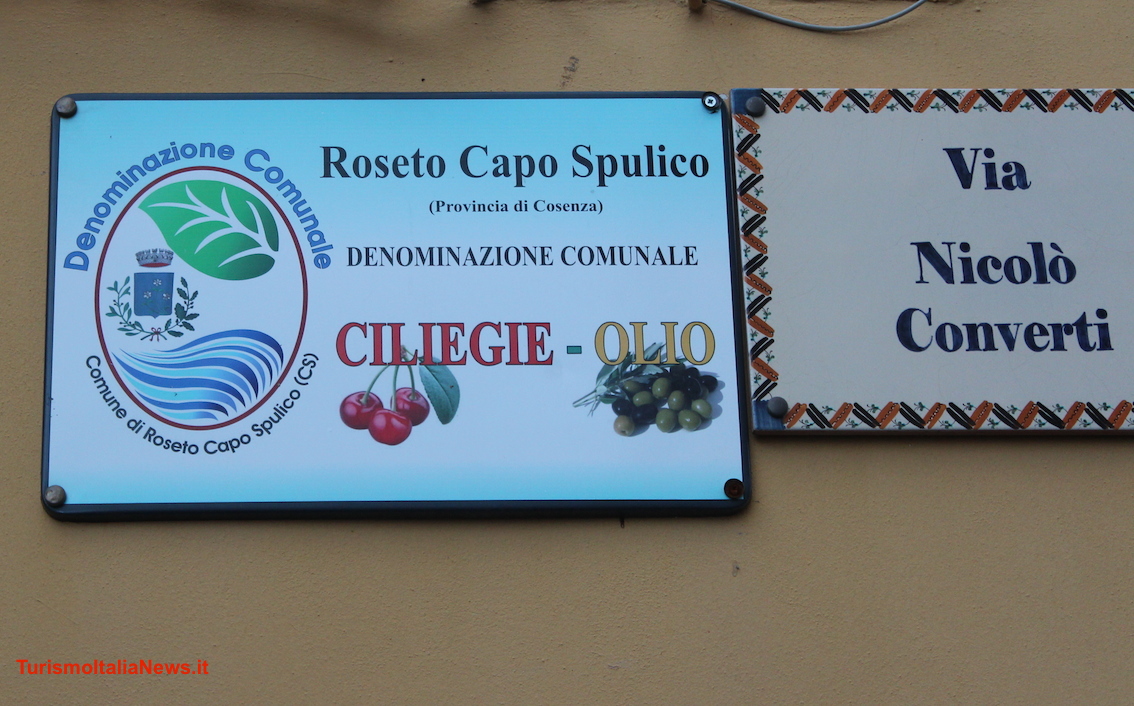 Denominazione Comunale
Comune di Roseto Capo Spulico (CS)
Roseto Capo Spulico
(Provincia di Cosenza)
DENOMINAZIONE COMUNALE
CILIEGIE - OLIO
Via
Nicolò
Converti
TurismoItaliaNews.it